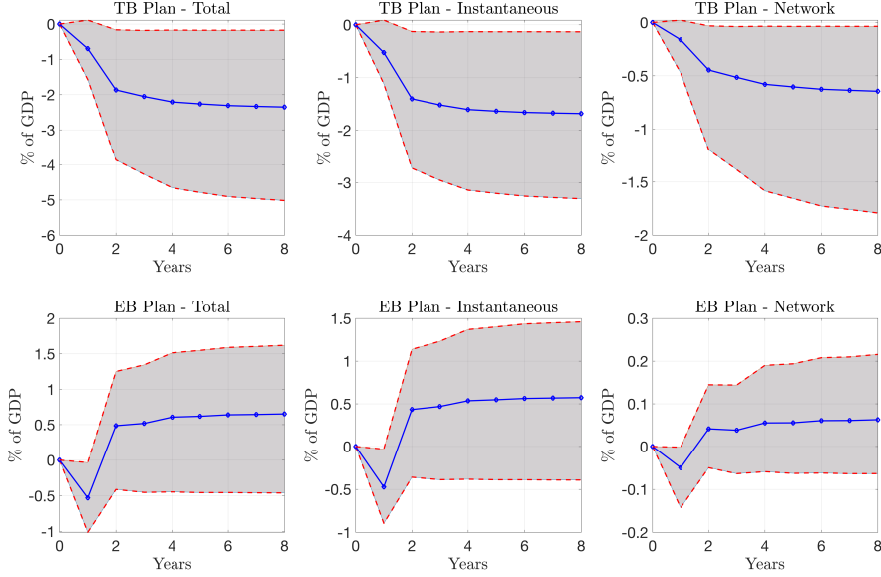 TB Plan - Total
% of GDP
0
-1
-2
-3
-4
-5
-6
0 2 4 6 8
Years
TB Plan - Instantaneous
% of GDP
0
-1
-2
-3
-4
0 2 4 6 8
Years
TB Plan - Network
% of GDP
0
-0.5
-1
-1.5
-2
0 2 4 6 8
Years
EB Plan - Total
% of GDP
2
1.5
1
0.5
0
-0.5
-1
0 2 4 6 8
Years
EB Plan - Instantaneous
% of GDP
1.5
1
0.5
0
-0.5
-1
0 2 4 6 8
Years
EB Plan - Network
% of GDP
0.3
0.2
0.1
0
-0.1
-0.2
0 2 4 6 8
Years